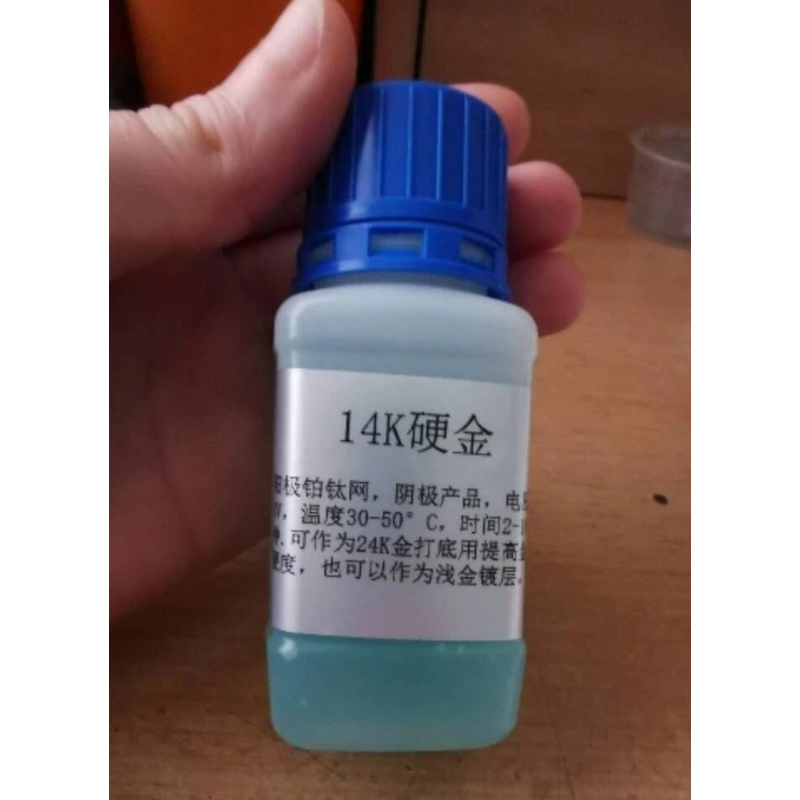 14K硬金
极铂钛网，阴极产品，电
V，温度30-50°C，时间2-1
.可作为24K金打底用提高
硬度，也可以作为浅金镀层.